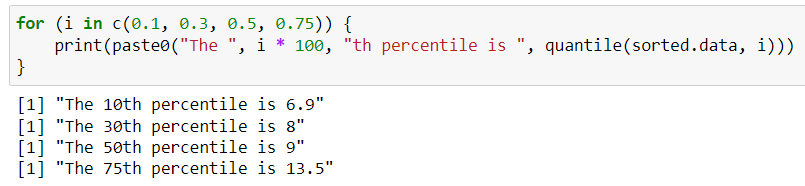 for (i in c(0.1, 0.3, 0.5, 0.75)) {
    print(paste0("The ", i * 100, "th percentile is ", quantile(sorted.data, i)))
}
[1] "The 10th percentile is 6.9"
[1] "The 30th percentile is 8"
[1] "The 50th percentile is 9"
[1] "The 75th percentile is 13.5"